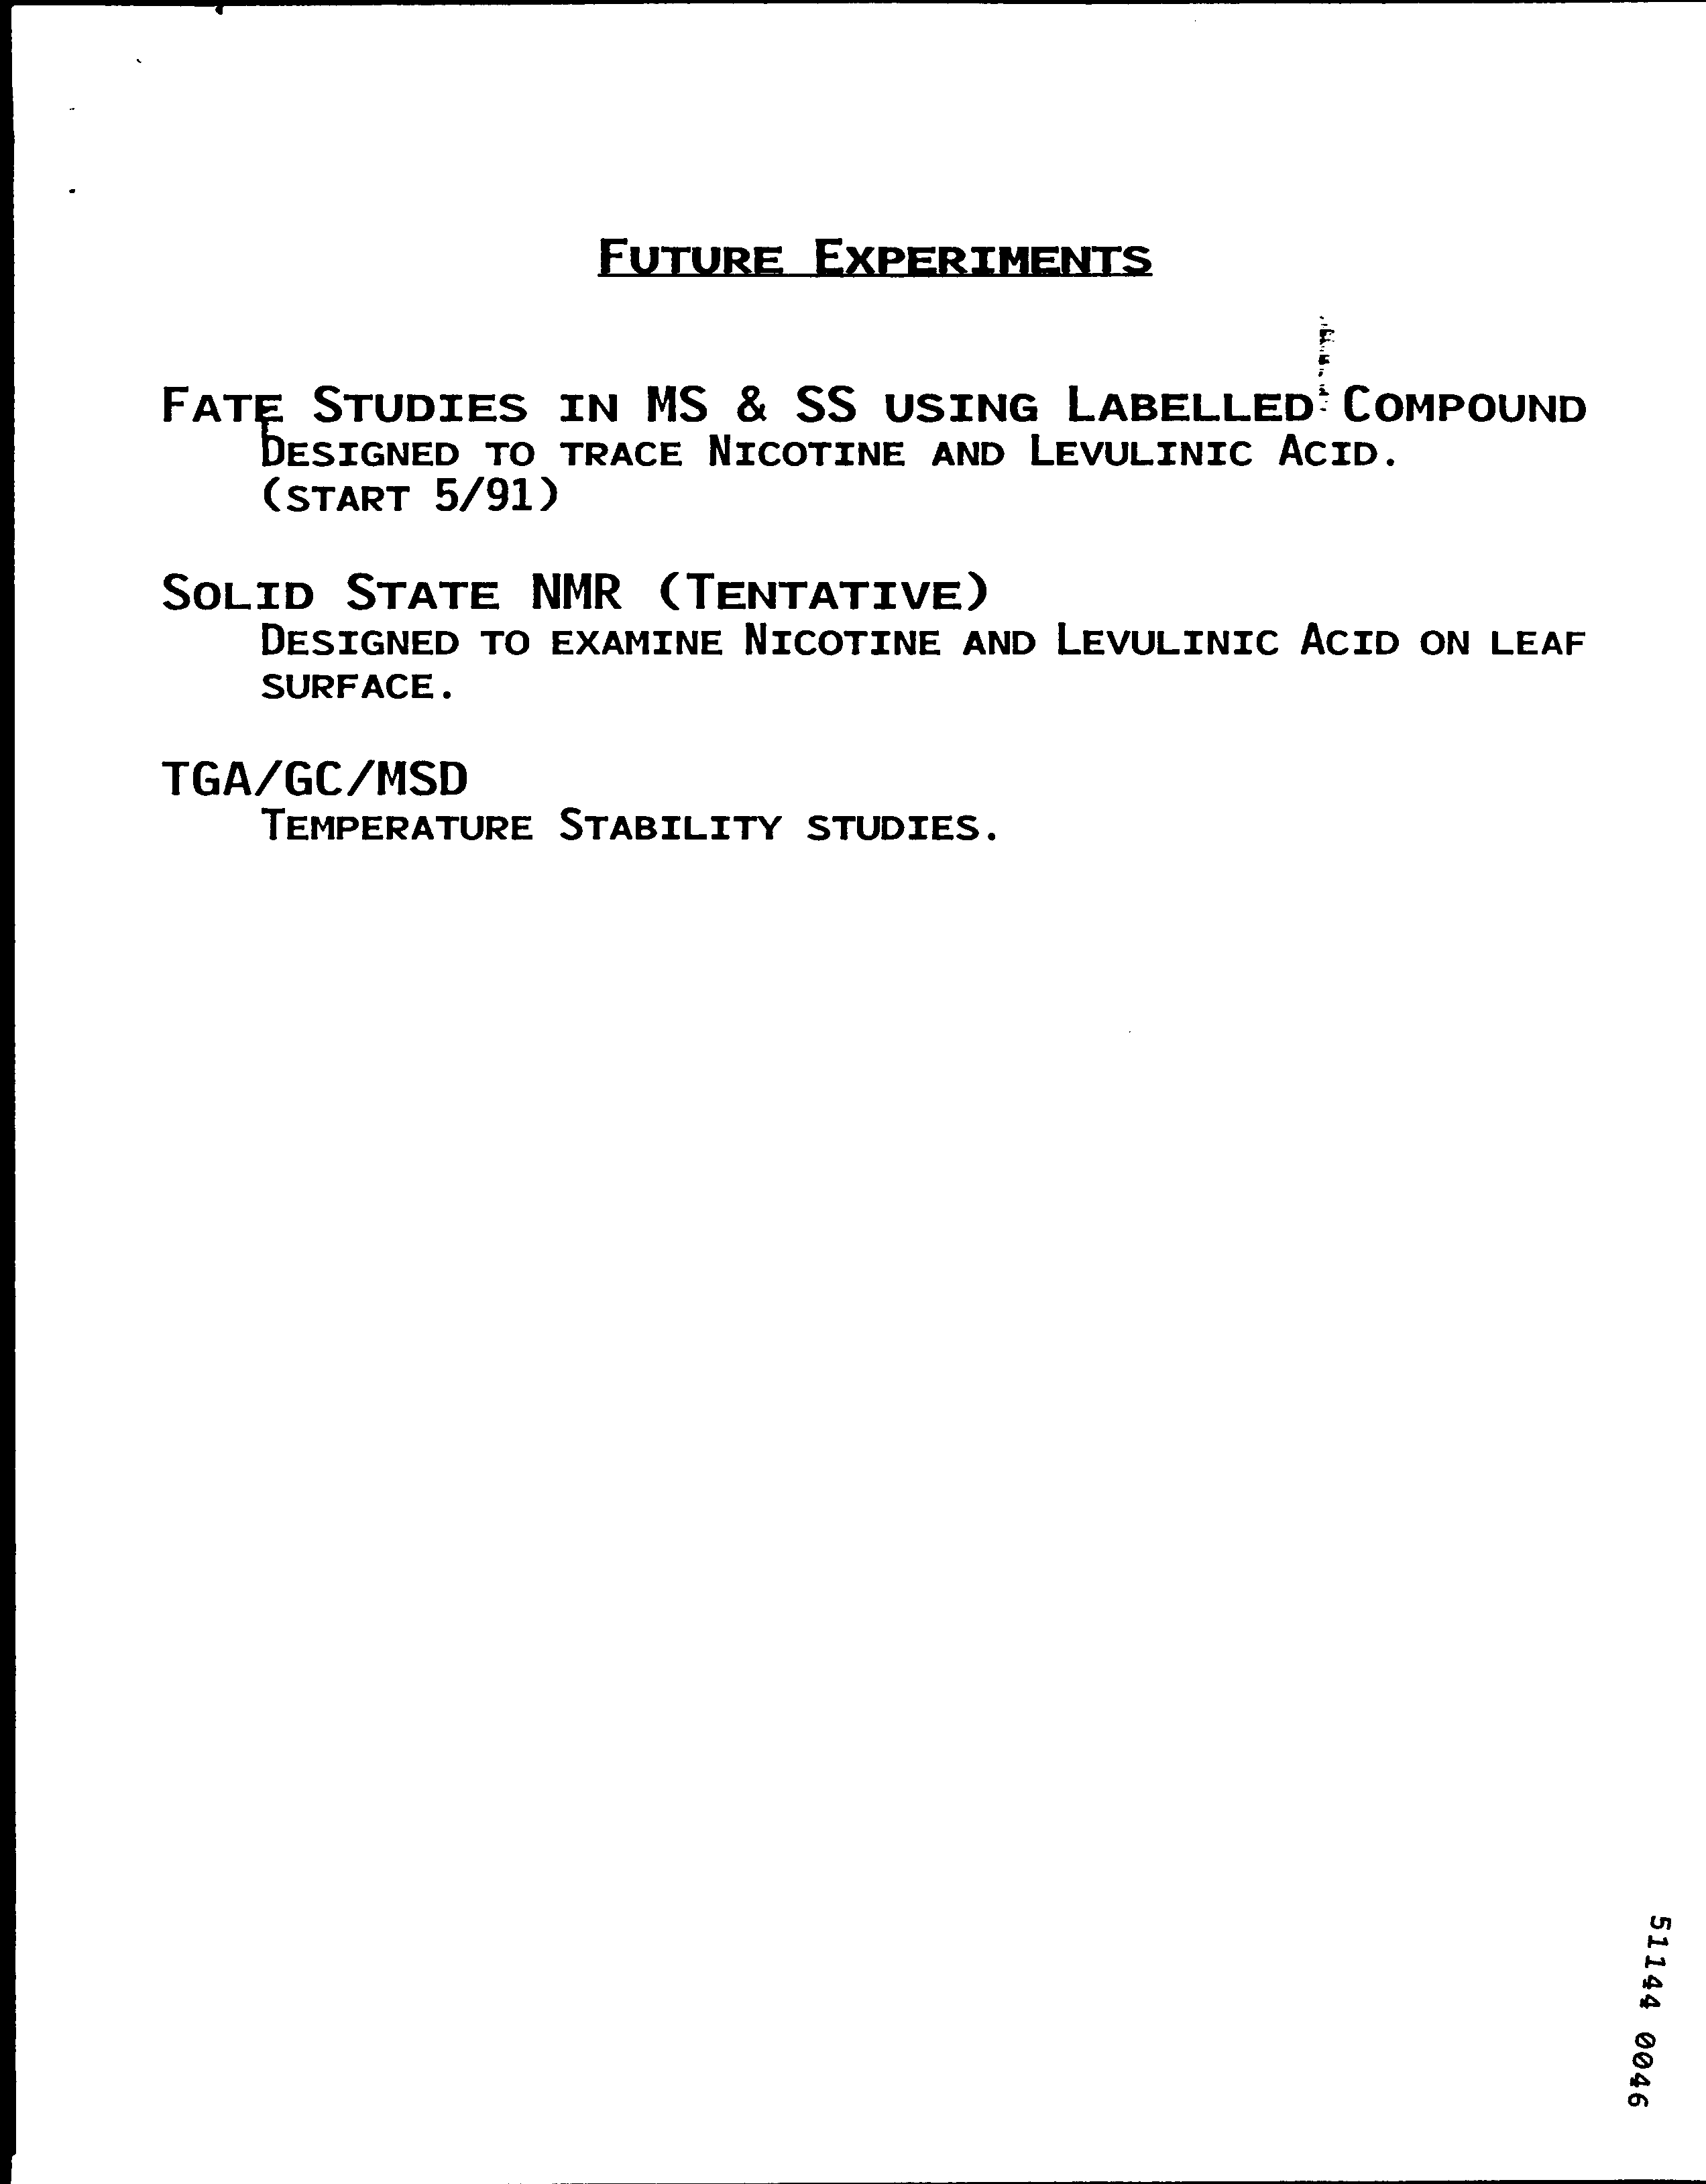 FUTURE EXPERIMENTS
FATE STUDIES IN MS & SS USING LABELLED COMPOUND
DESIGNED TO TRACE NICOTINE AND LEVULINIC ACID.
(START 5/91)
SOLID STATE NMR (TENTATIVE)
DESIGNED TO EXAMINE NICOTINE AND LEVULINIC ACID ON LEAF
SURFACE.
TGA/GC/MSD
TEMPERATURE STABILITY STUDIES.
51144 0046